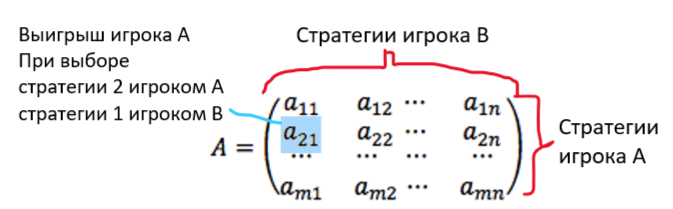 Выигрыш игрока А
При выборе
стратегии 2 игроком А
стратегии 1 игроком В
Стратегии игрока В
a11 a12 ⋯ a1n
A = a21 a22 ⋯ a2n
⋯ ⋯ ⋯ ⋯
am1 am2 ⋯ amn
Стратегии
игрока А